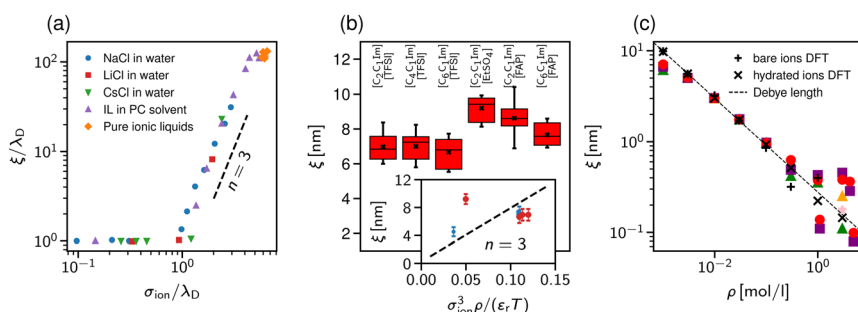 (a)
ξ/λD
10²
10¹
10⁰
NaCl in water
LiCl in water
CsCl in water
IL in PC solvent
Pure ionic liquids
n = 3
10⁻¹ 10⁰
σion/λD
(b)
ξ [nm]
12
10
8
6
4
2
[C₂C₁Im] [TFSI]
[C₄C₁Im] [TFSI]
[C₆C₁Im] [TFSI]
[C₂C₁Im] [EtSO₄]
[C₂C₁Im] [FAP]
[C₆C₁Im] [FAP]
ξ [nm]
12
8
4
0
n = 3
0.00 0.05 0.10 0.15
σ³ionρ/(εrT)
(c)
ξ
10¹
10⁰
10⁻¹
bare ions DFT
hydrated ions DFT
Debye length
10⁻² 10⁰
ρ [mol/l]